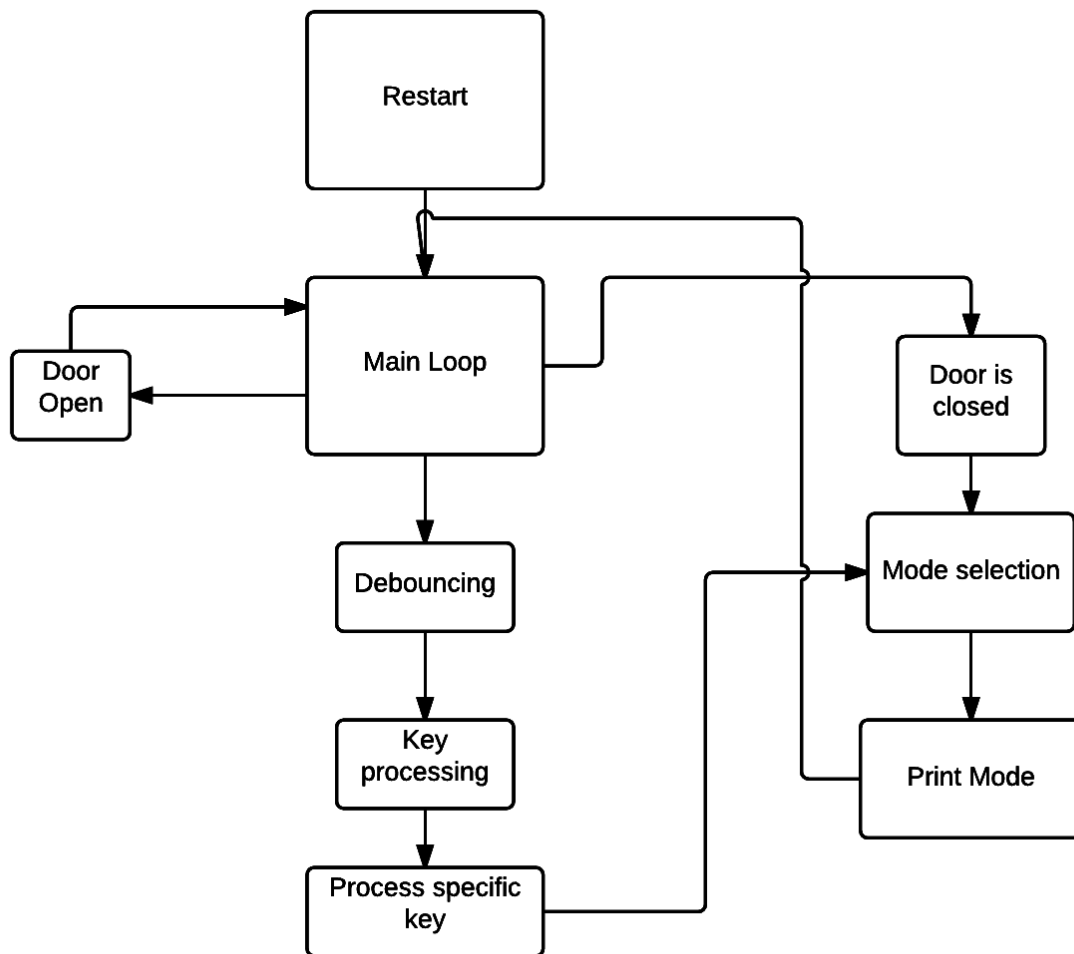 Restart
Main Loop
Door
Open
Door is
closed
Debouncing
Mode selection
Key
processing
Print Mode
Process specific
key